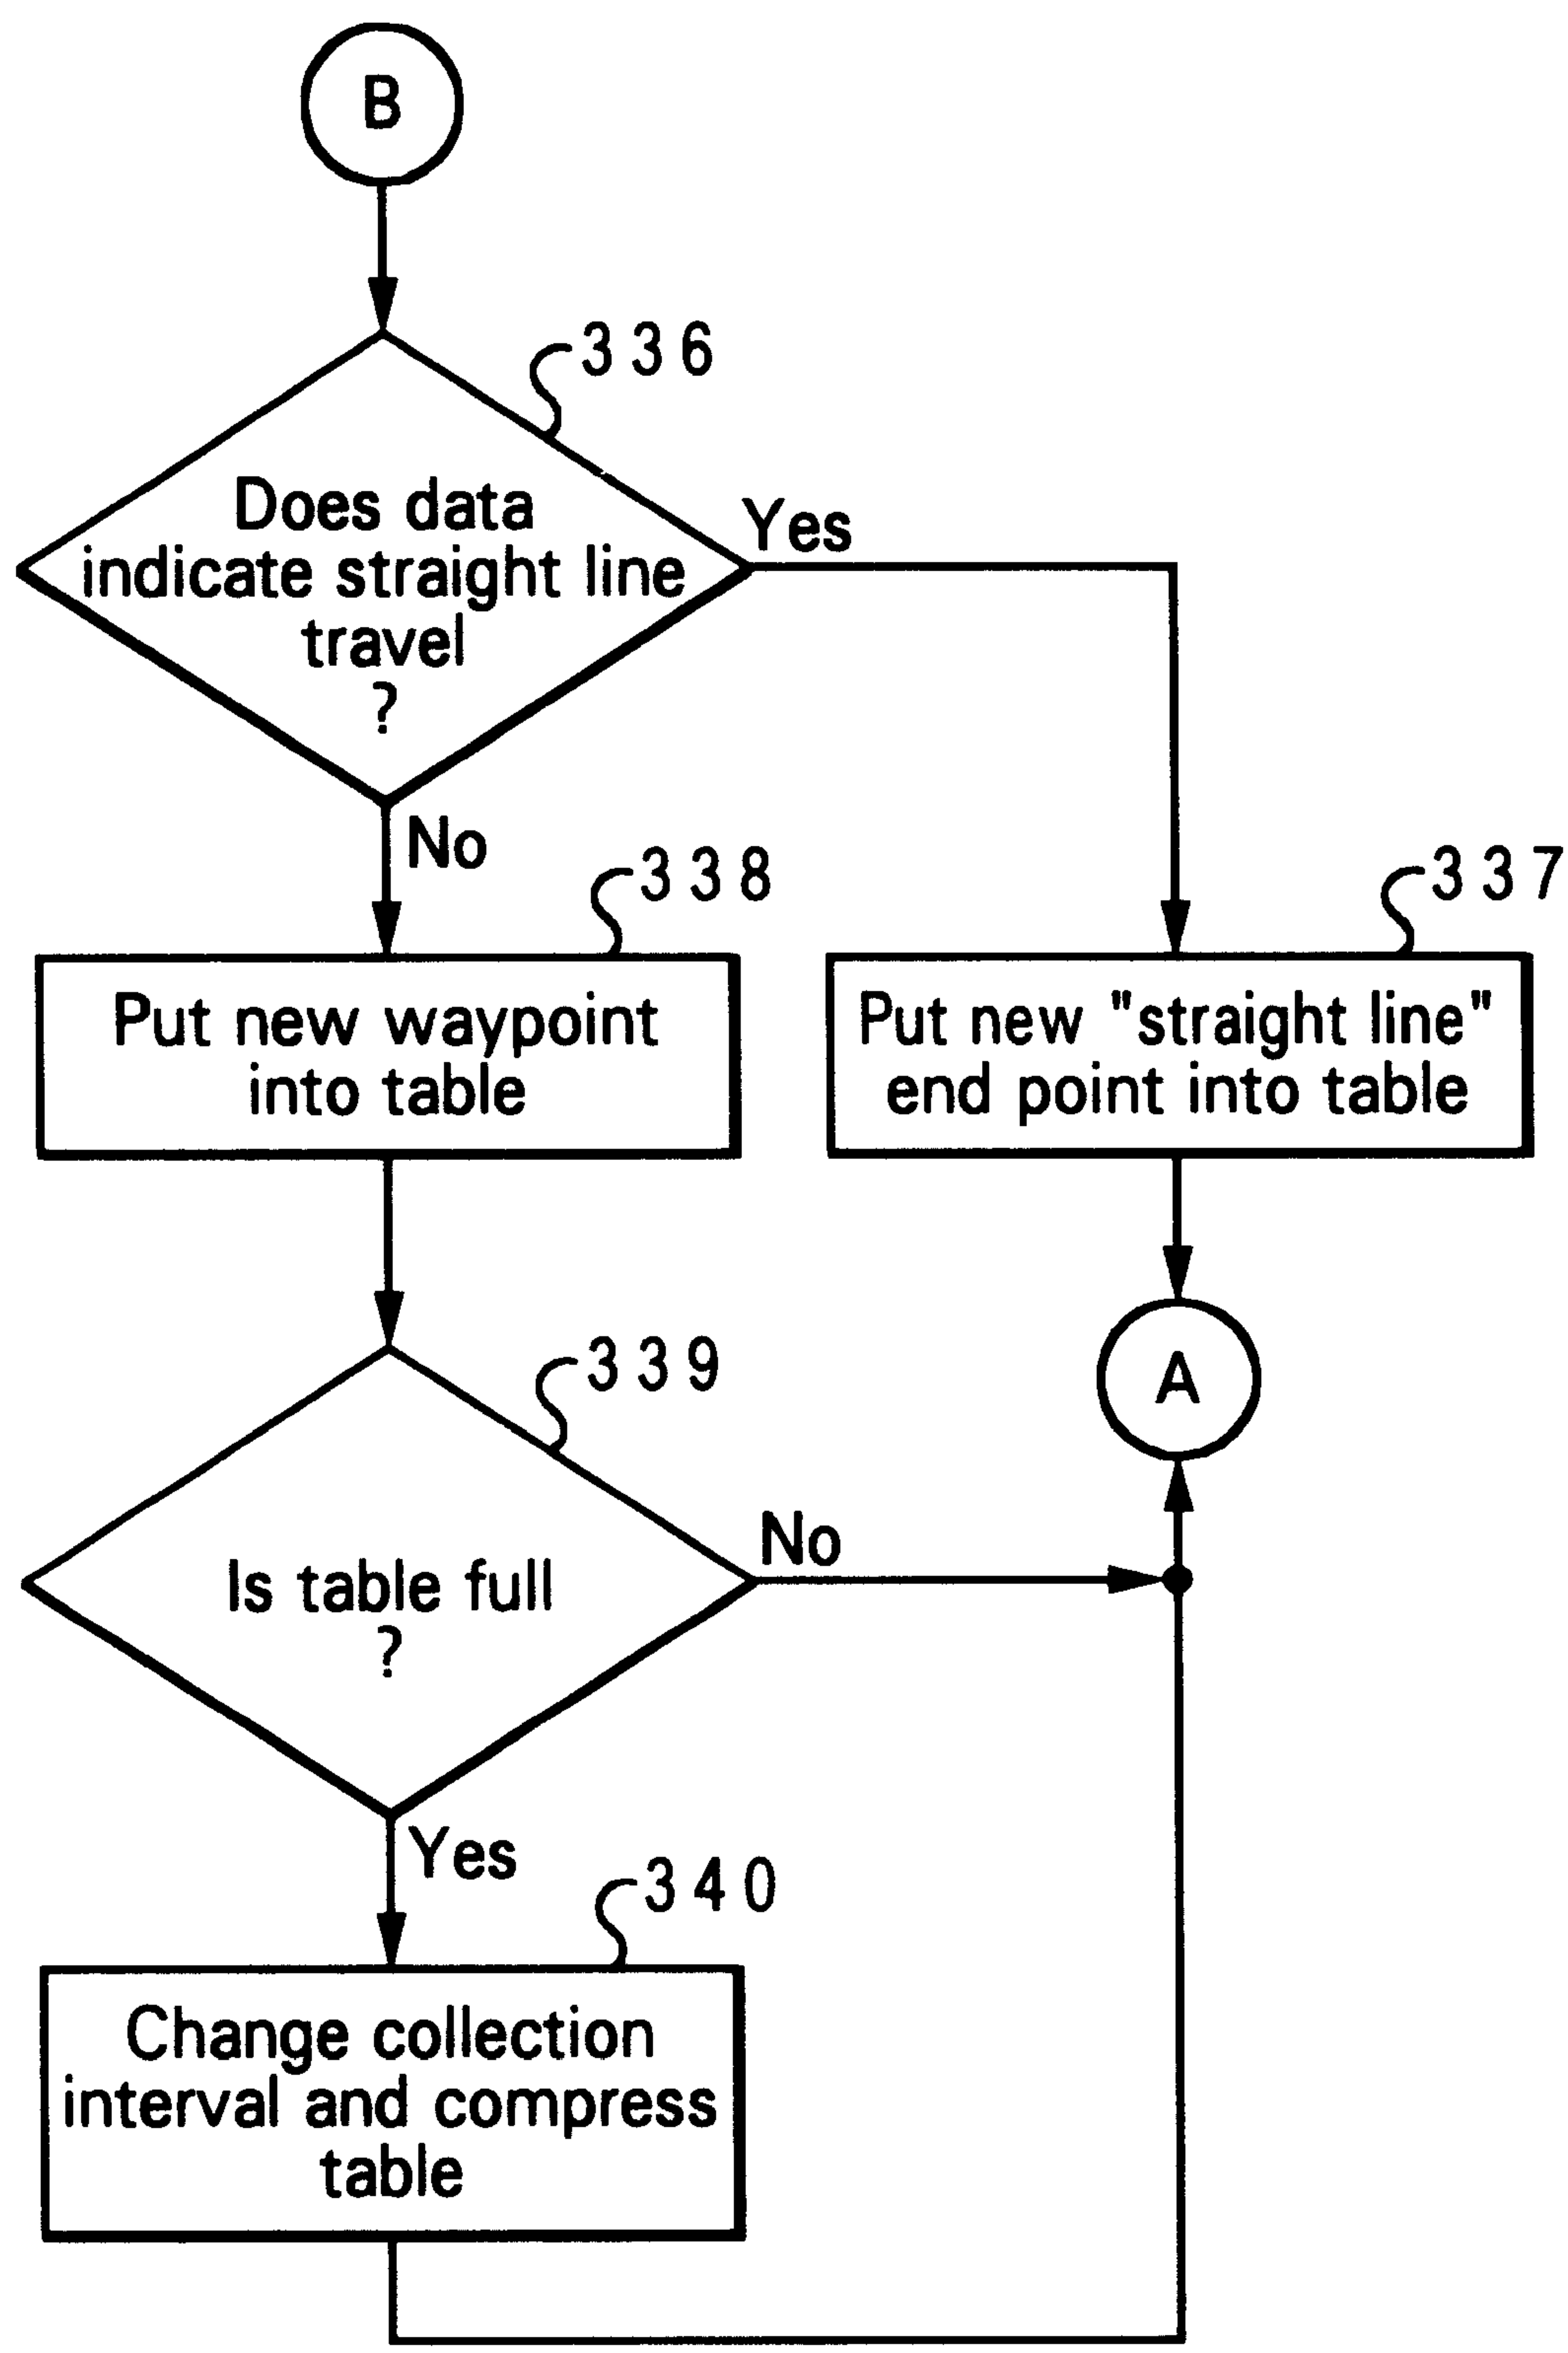 B
336
Does data
indicate straight line
travel
?
Yes
No
338
Put new waypoint
into table
337
Put new "straight line"
end point into table
A
339
Is table full
?
No
Yes
340
Change collection
interval and compress
table